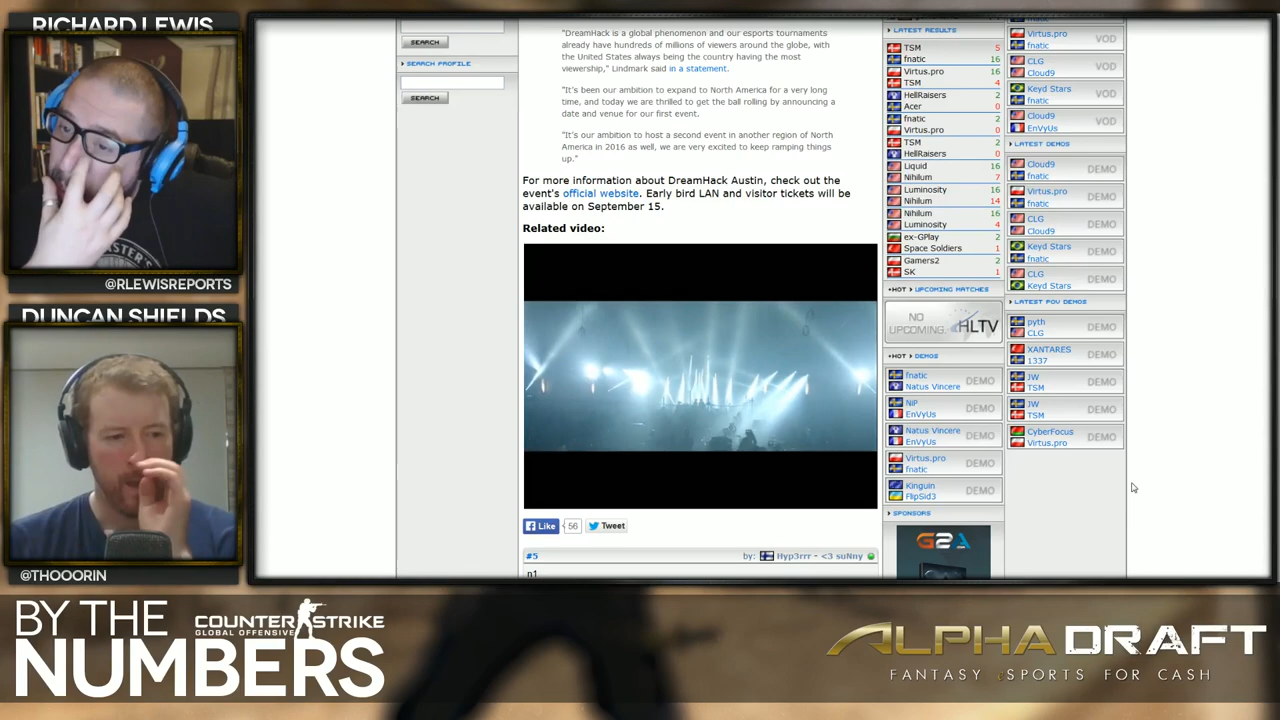 RICHARD LEWIS
@RLEWISREPORTS
DUNCAN SHIELDS
@THOOORIN
SEARCH
SEARCH PROFILE
SEARCH
"DreamHack is a global phenomenon and our esports tournaments
already have hundreds of millions of viewers around the globe, with
the United States always being the country having the most
viewership," Lindmark said in a statement.
"It's been our ambition to expand to North America for a very long
time, and today we are thrilled to get the ball rolling by announcing a
date and venue for our first event.
"It's our ambition to host a second event in another region of North
America in 2016 as well, we are very excited to keep ramping things
up."
For more information about DreamHack Austin, check out the
event's official website. Early bird LAN and visitor tickets will be
available on September 15.
Related video:
Like 56 Tweet
#5 by: Hyp3rrr - <3 suNny
n1
LATEST RESULTS
TSM 5
fnatic 16
Virtus.pro 16
TSM 4
HellRaisers 2
Acer 0
fnatic 2
Virtus.pro 0
TSM 2
HellRaisers 0
Liquid 16
Nihilum 7
Luminosity 16
Nihilum 14
Nihilum 16
Luminosity 4
ex-GPlay 2
Space Soldiers 1
Gamers2 2
SK 1
+HOT UPCOMING MATCHES
NO
UPCOMING
HLTV
+HOT DEMOS
fnatic
Natus Vincere
DEMO
NiP
EnVyUs
DEMO
Natus Vincere
EnVyUs
DEMO
Virtus.pro
fnatic
DEMO
Kinguin
FlipSid3
DEMO
SPONSORS
G2A
Virtus.pro
fnatic
VOD
CLG
Cloud9
VOD
Keyd Stars
fnatic
VOD
Cloud9
EnVyUs
VOD
LATEST DEMOS
Cloud9
fnatic
DEMO
Virtus.pro
fnatic
DEMO
CLG
Cloud9
DEMO
Keyd Stars
fnatic
DEMO
CLG
Keyd Stars
DEMO
LATEST POV DEMOS
pyth
CLG
DEMO
XANTARES
1337
DEMO
JW
TSM
DEMO
JW
TSM
DEMO
CyberFocus
Virtus.pro
DEMO
BY THE
NUMBERS
COUNTER STRIKE
GLOBAL OFFENSIVE
ALPHADRAFT
FANTASY eSPORTS FOR CASH